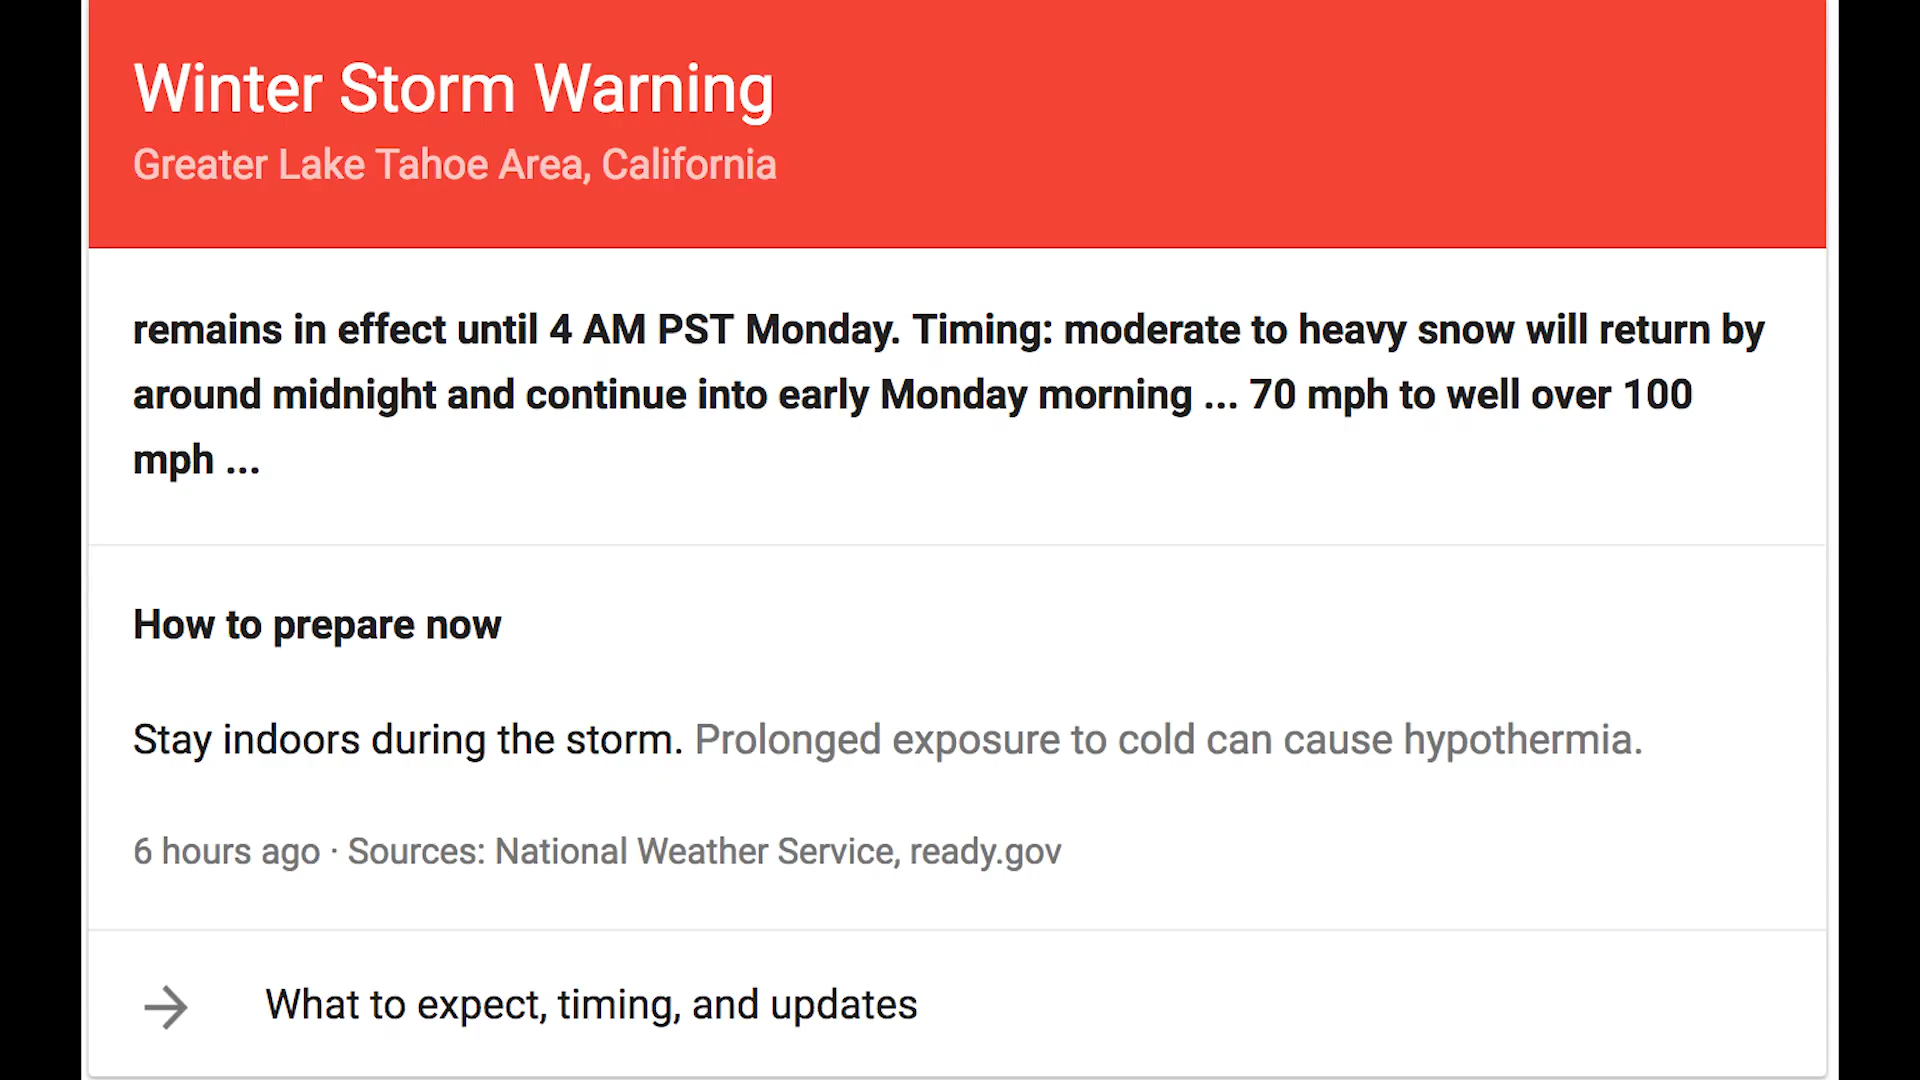 Winter Storm Warning
Greater Lake Tahoe Area, California
remains in effect until 4 AM PST Monday. Timing: moderate to heavy snow will return by
around midnight and continue into early Monday morning ... 70 mph to well over 100
mph ...
How to prepare now
Stay indoors during the storm. Prolonged exposure to cold can cause hypothermia.
6 hours ago · Sources: National Weather Service, ready.gov
What to expect, timing, and updates